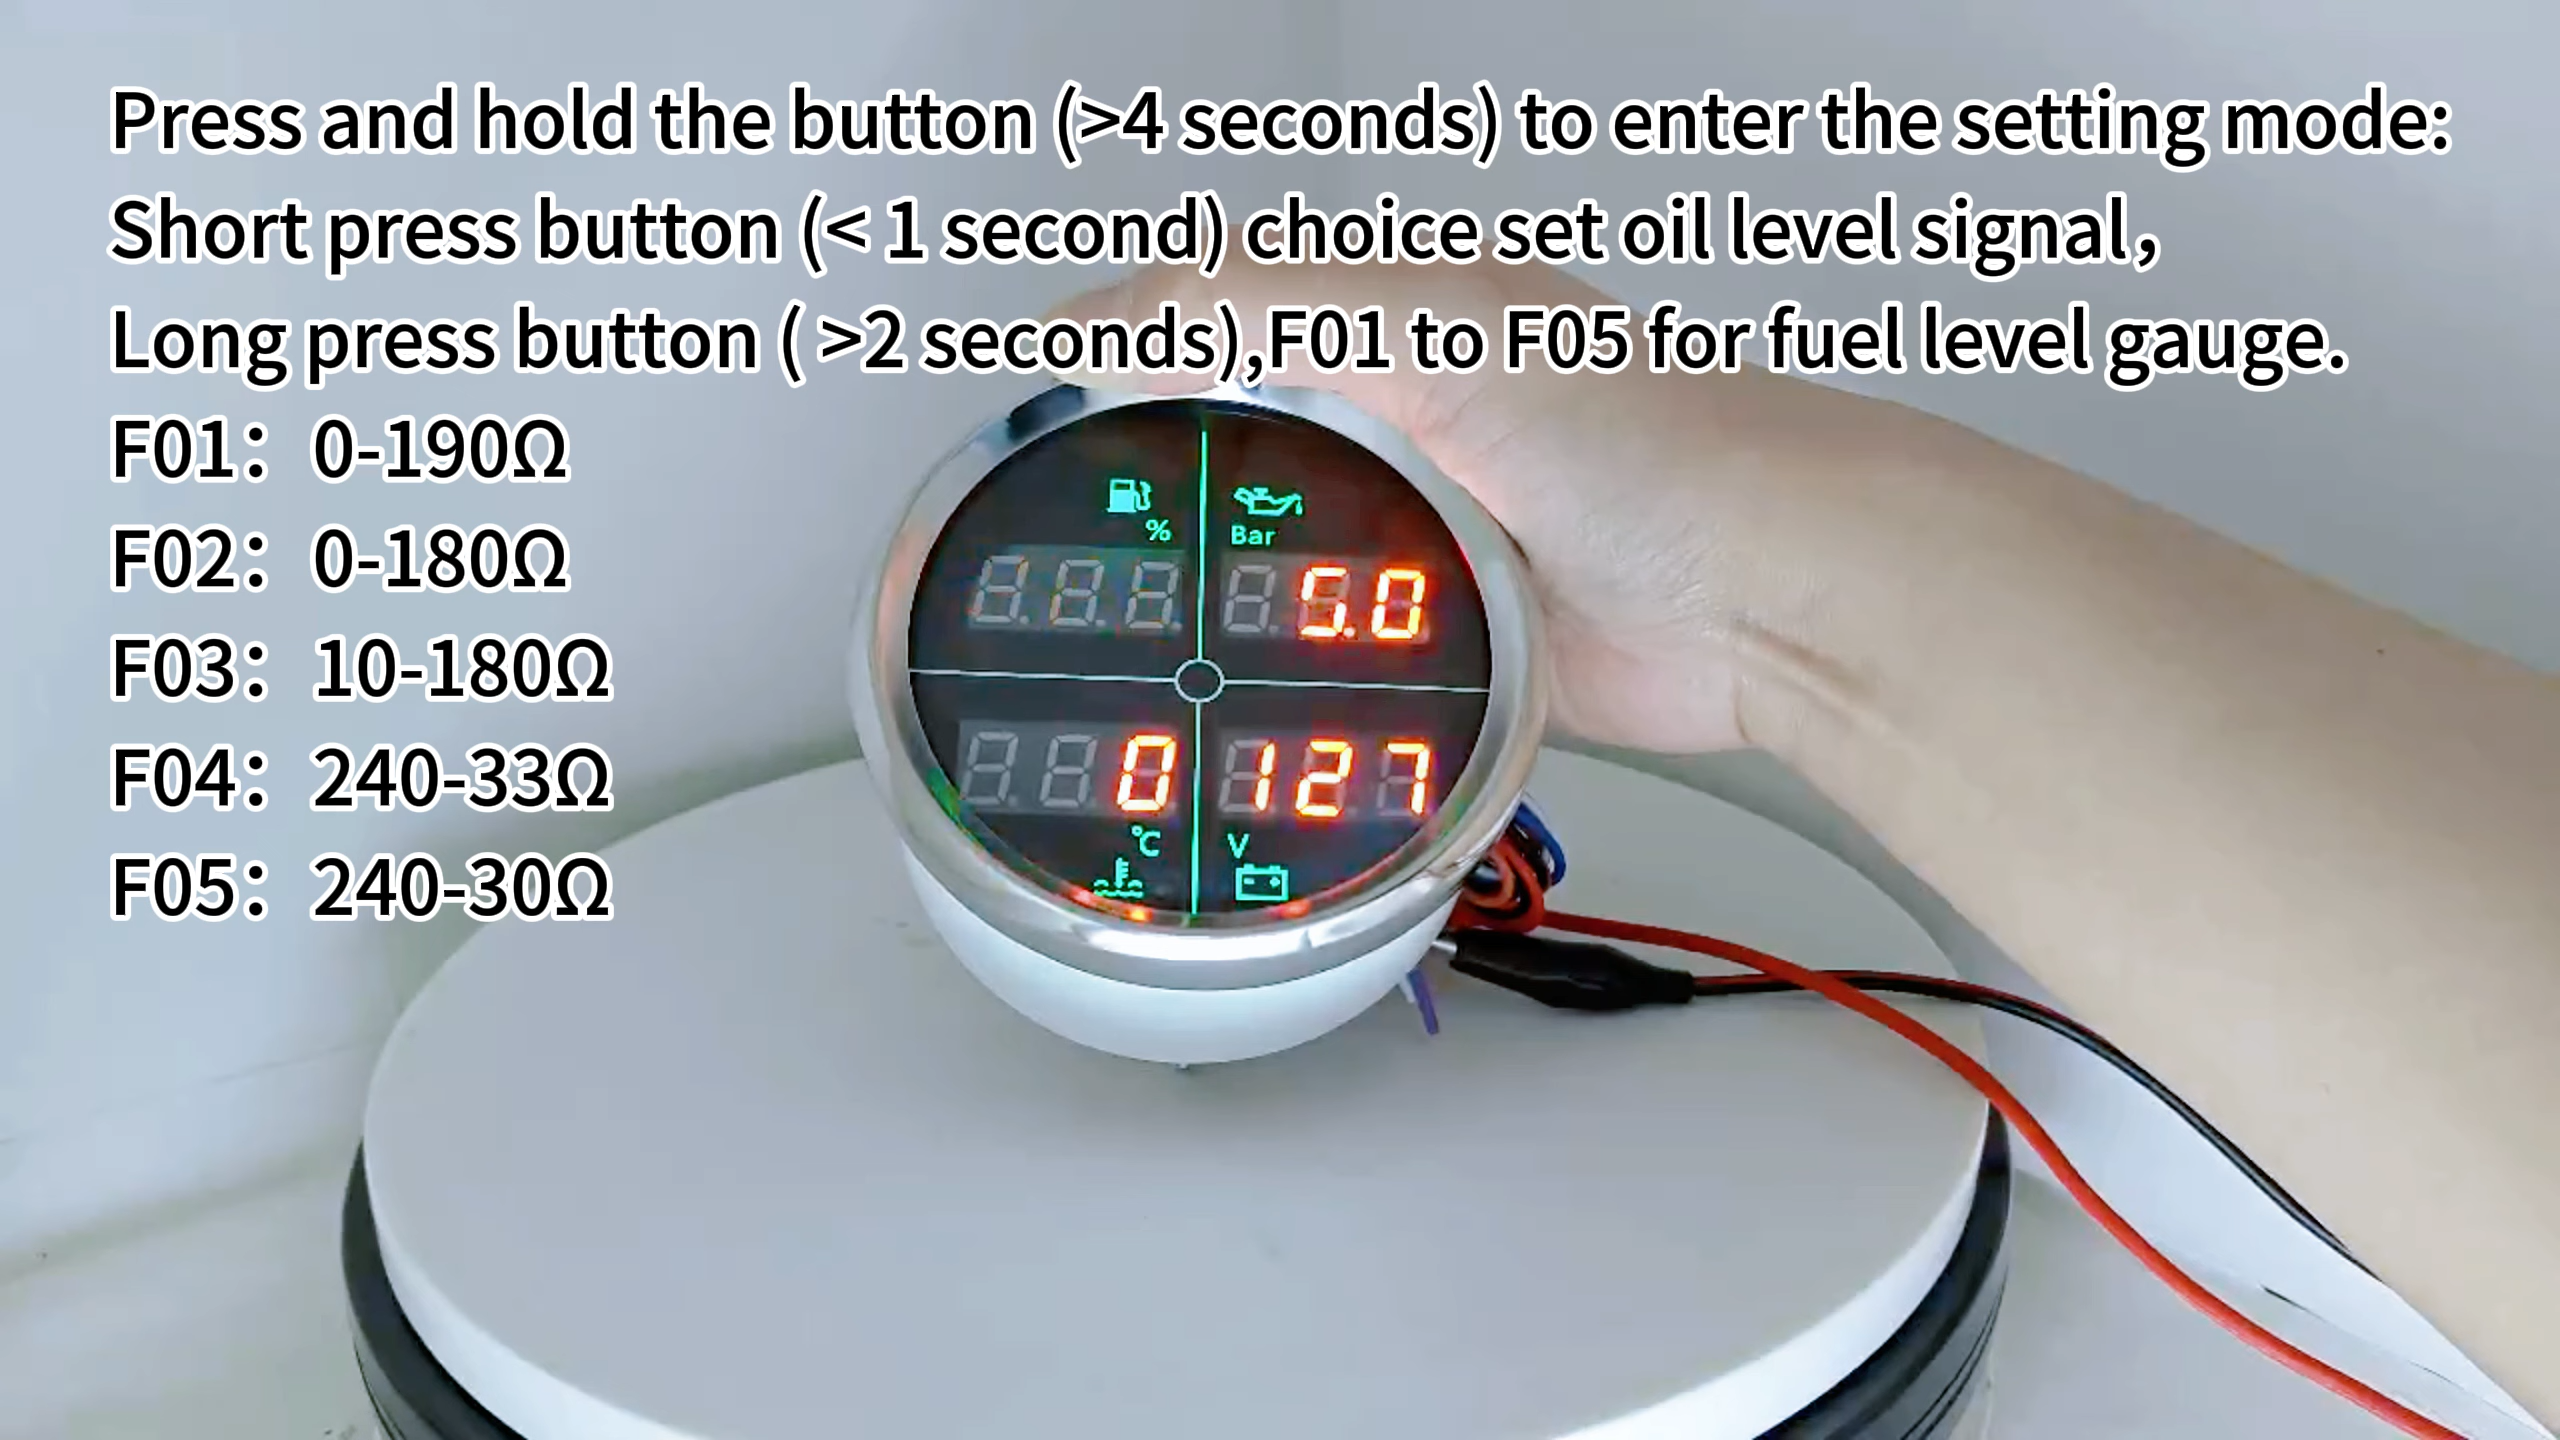 Press and hold the button (>4 seconds) to enter the setting mode:
Short press button (< 1 second) choice set oil level signal，
Long press button ( >2 seconds),F01 to F05 for fuel level gauge.
F01：0-190Ω
F02：0-180Ω
F03：10-180Ω
F04：240-33Ω
F05：240-30Ω
%
Bar
5.0
0
127
℃
V